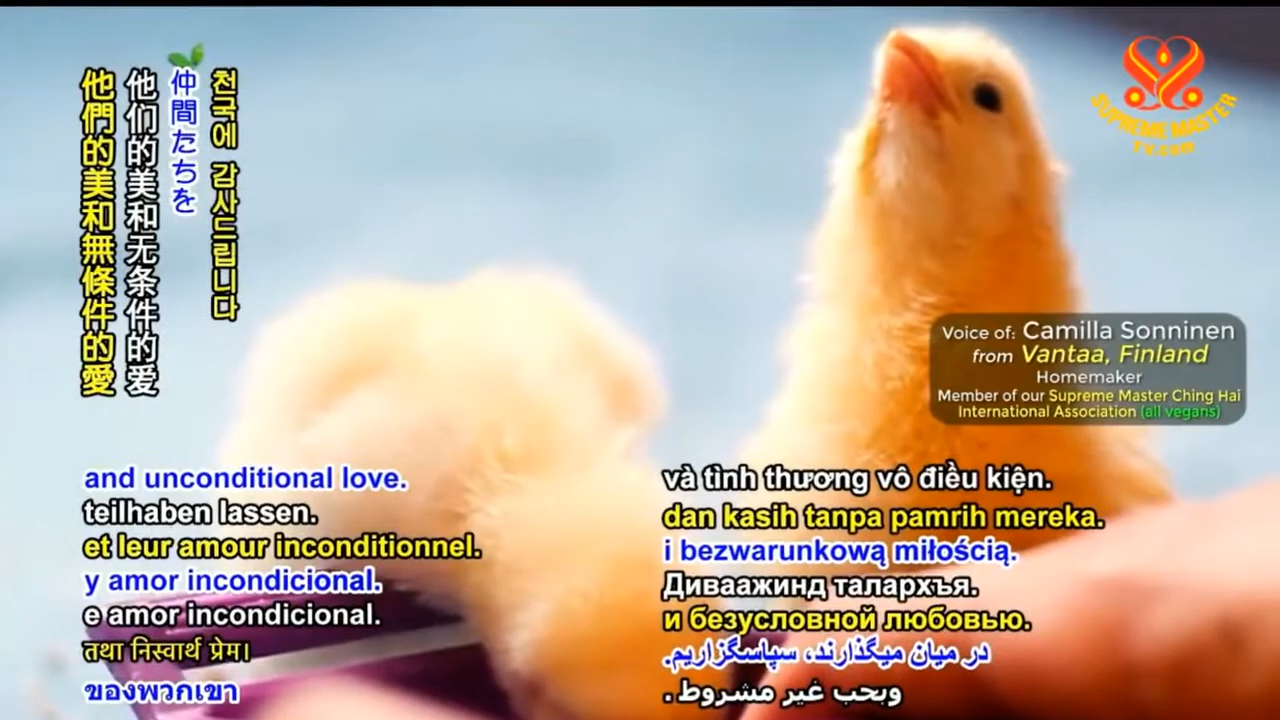 他們的美和無條件的愛
他们的美和无条件的爱
仲間たちを
천국에 감사드립니다
SUPREME MASTER
TV.com
Voice of: Camilla Sonninen
from Vantaa, Finland
Homemaker
Member of our Supreme Master Ching Hai
International Association (all vegans)
and unconditional love.
teilhaben lassen.
et leur amour inconditionnel.
y amor incondicional.
e amor incondicional.
तथा निस्वार्थ प्रेम।
ของพวกเขา
và tình thương vô điều kiện.
dan kasih tanpa pamrih mereka.
i bezwarunkową miłością.
Диваажинд талархъя.
и безусловной любовью.
در میان میگذارند، سپاسگزاریم.
وبحب غير مشروط.